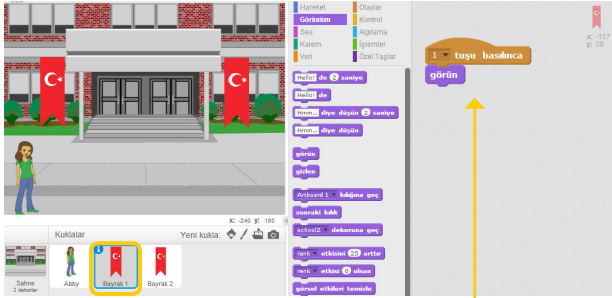 Hareket
Olaylar
Görünüm
Kontrol
Ses
Algılama
Kalem
İşlemler
Veri
Özel Taşlar
Hello! de 2 saniye
Hello! de
Hmm... diye düşün 2 saniye
Hmm... diye düşün
görün
gizlen
Artboard 1 kılığına geç
sonraki kılık
school2 dekoruna geç
renk etkisini 25 arttır
renk etkisi 0 olsun
görsel etkileri temizle
1 tuşu basılınca
görün
x: -157
y: 28
X: -240 Y: 180
Kuklalar
Yeni kukla:
Sahne
2 dekorlar
Abby
Bayrak 1
Bayrak 2